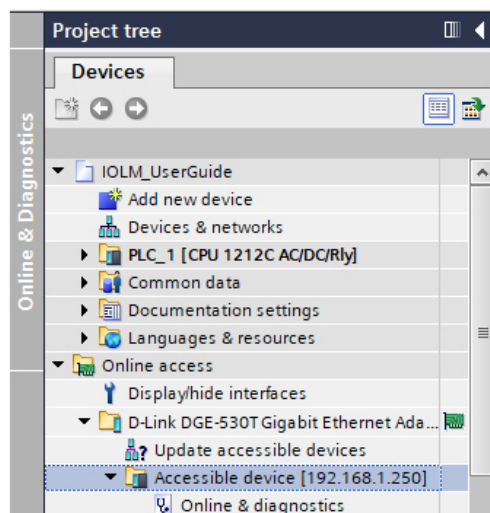 Project tree
Devices
Online & Diagnostics
IOLM_UserGuide
Add new device
Devices & networks
PLC_1 [CPU 1212C AC/DC/Rly]
Common data
Documentation settings
Languages & resources
Online access
Display/hide interfaces
D-Link DGE-530T Gigabit Ethernet Ada...
Update accessible devices
Accessible device [192.168.1.250]
Online & diagnostics